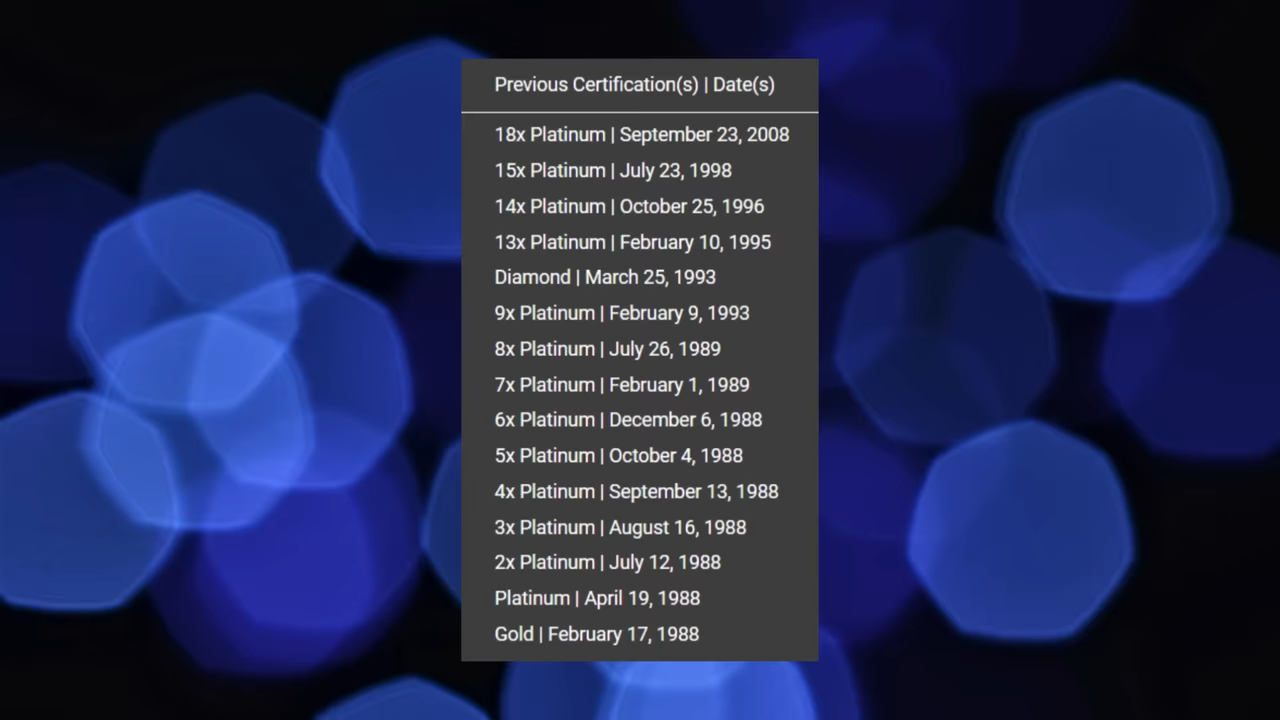 Previous Certification(s) | Date(s)
18x Platinum | September 23, 2008
15x Platinum | July 23, 1998
14x Platinum | October 25, 1996
13x Platinum | February 10, 1995
Diamond | March 25, 1993
9x Platinum | February 9, 1993
8x Platinum | July 26, 1989
7x Platinum | February 1, 1989
6x Platinum | December 6, 1988
5x Platinum | October 4, 1988
4x Platinum | September 13, 1988
3x Platinum | August 16, 1988
2x Platinum | July 12, 1988
Platinum | April 19, 1988
Gold | February 17, 1988